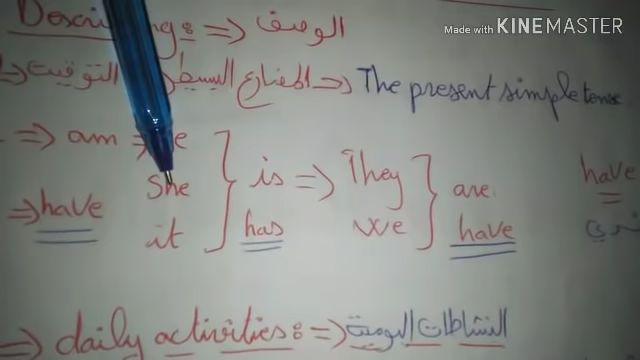 Made with KINEMASTER
Describing: => الوصف
المضارع البسيط => The present simple tense
=> am => he
She } is => They } are have
=> have it } has We } have
=> daily activities: => النشاطات اليومية